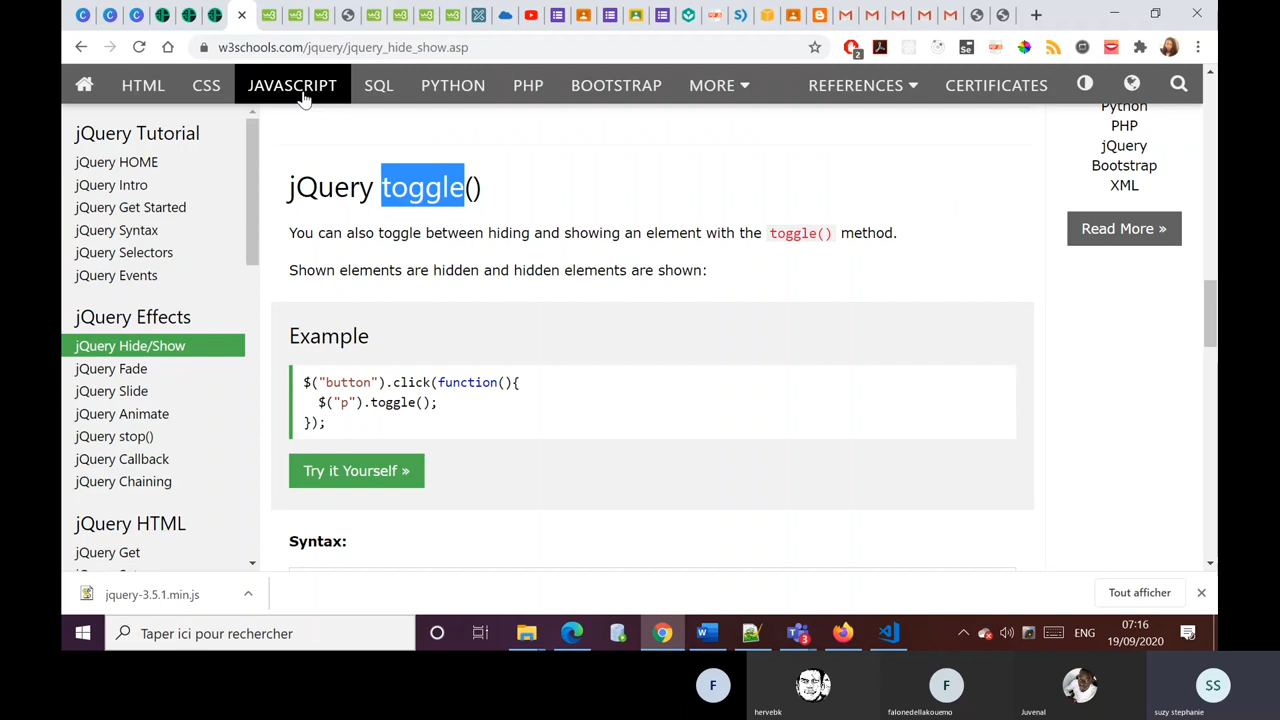 w3schools.com/jquery/jquery_hide_show.asp
2
HTML CSS JAVASCRIPT SQL PYTHON PHP BOOTSTRAP MORE REFERENCES CERTIFICATES
jQuery Tutorial
jQuery HOME
jQuery Intro
jQuery Get Started
jQuery Syntax
jQuery Selectors
jQuery Events
jQuery Effects
jQuery Hide/Show
jQuery Fade
jQuery Slide
jQuery Animate
jQuery stop()
jQuery Callback
jQuery Chaining
jQuery HTML
jQuery Get
jQuery toggle()
You can also toggle between hiding and showing an element with the toggle() method.
Shown elements are hidden and hidden elements are shown:
Example
$("button").click(function(){
$("p").toggle();
});
Try it Yourself »
Syntax:
Python
PHP
jQuery
Bootstrap
XML
Read More »
jquery-3.5.1.min.js
Tout afficher
Taper ici pour rechercher
3
ENG
07:16
19/09/2020
F
F
SS
hervebk
falonedellakouemo
Juvenal
suzy stephanie